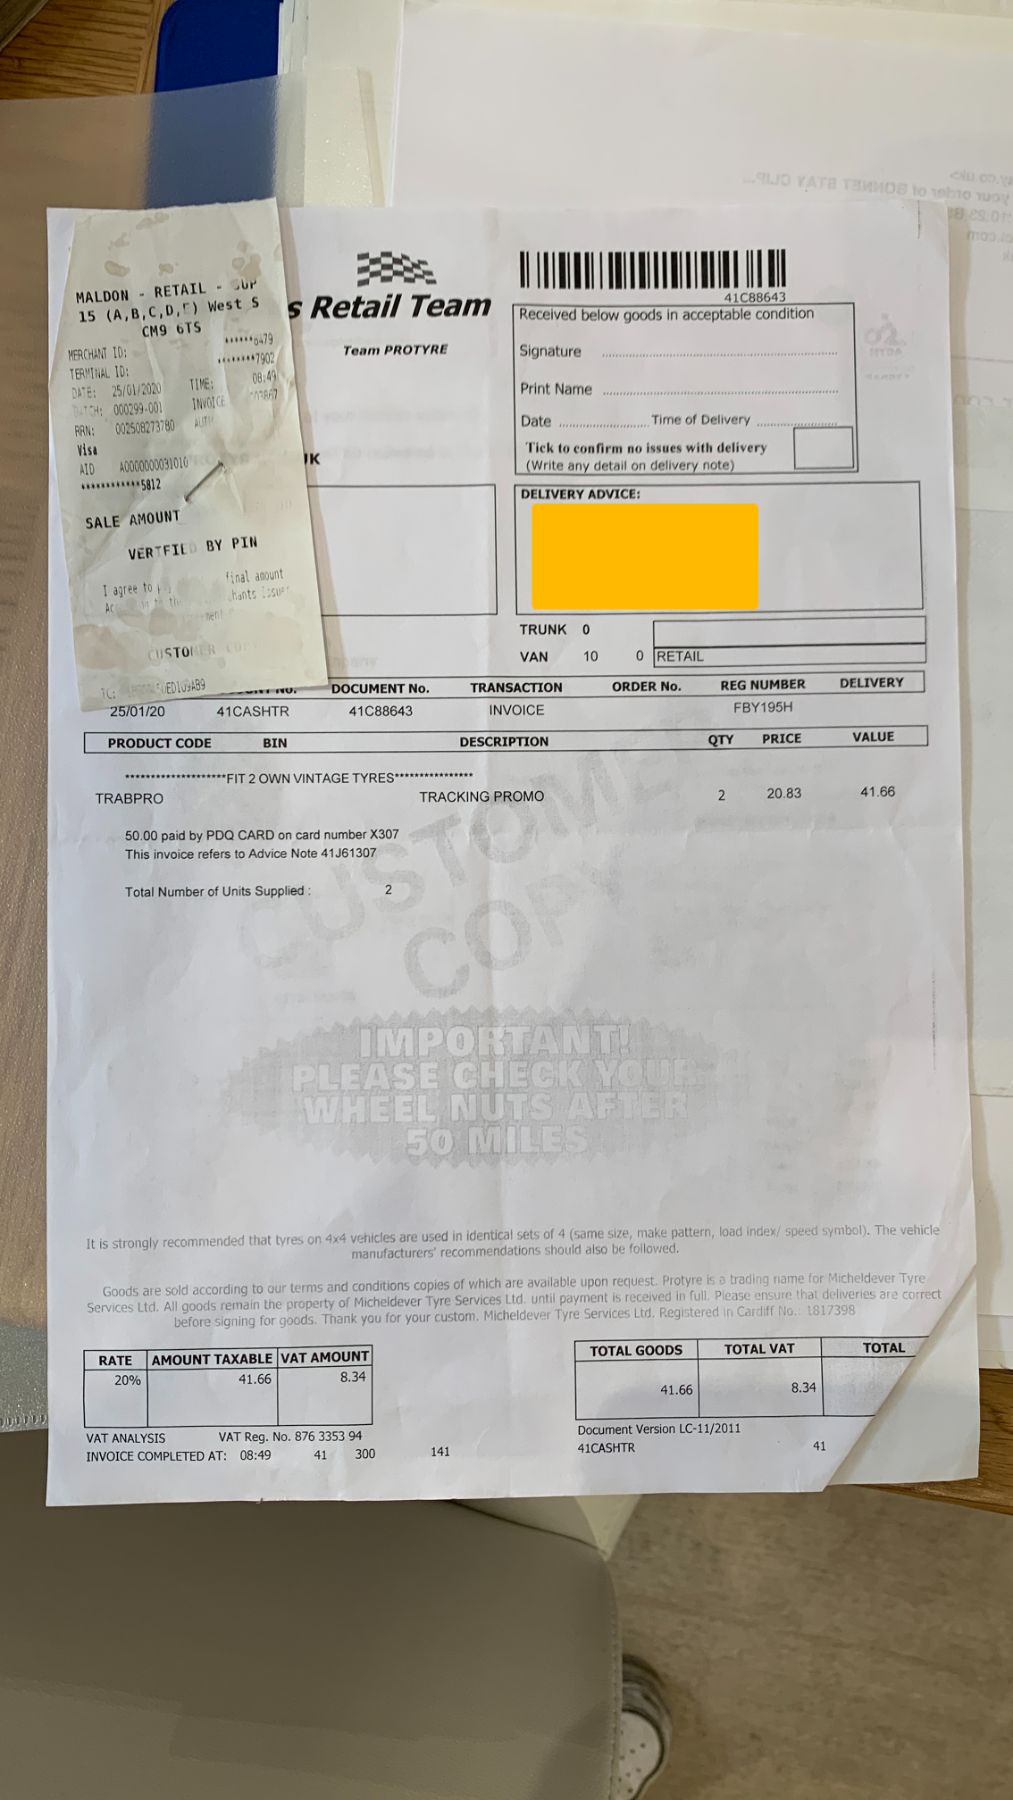 MALDON - RETAIL -
15 (A,B,C,D,E) West S
CM9 6TS
MERCHANT ID: ******6479
TERMINAL ID: ********7902
DATE: 25/01/2020 TIME: 08:49
000299-001 INVOICE
RRN: 002508273780 AUTH
Visa
AID A0000000031010
************5812
SALE AMOUNT
BY PIN
I agree to final amount
CUSTOMER
TC:
s Retail Team
Team PROTYRE
UK
41C88643
Received below goods in acceptable condition
Signature
Print Name
Date Time of Delivery
Tick to confirm no issues with delivery
(Write any detail on delivery note)
DELIVERY ADVICE:
TRUNK 0
VAN 10 0 RETAIL
NO. DOCUMENT No. TRANSACTION ORDER No. REG NUMBER DELIVERY
25/01/20 41CASHTR 41C88643 INVOICE FBY195H
PRODUCT CODE BIN DESCRIPTION QTY PRICE VALUE
********************FIT 2 OWN VINTAGE TYRES****************
TRABPRO TRACKING PROMO 2 20.83 41.66
50.00 paid by PDQ CARD on card number X307
This invoice refers to Advice Note 41J61307
Total Number of Units Supplied : 2
CUSTOMER
COPY
IMPORTANT!
PLEASE CHECK YOUR
WHEEL NUTS AFTER
50 MILES
It is strongly recommended that tyres on 4x4 vehicles are used in identical sets of 4 (same size, make pattern, load index/ speed symbol). The vehicle
manufacturers' recommendations should also be followed.
Goods are sold according to our terms and conditions copies of which are available upon request. Protyre is a trading name for Micheldever Tyre
Services Ltd. All goods remain the property of Micheldever Tyre Services Ltd. until payment is received in full. Please ensure that deliveries are correct
before signing for goods. Thank you for your custom. Micheldever Tyre Services Ltd. Registered in Cardiff No.: 1817398
RATE AMOUNT TAXABLE VAT AMOUNT
20% 41.66 8.34
TOTAL GOODS TOTAL VAT TOTAL
41.66 8.34
VAT ANALYSIS VAT Reg. No. 876 3353 94
INVOICE COMPLETED AT: 08:49 41 300 141
Document Version LC-11/2011
41CASHTR 41